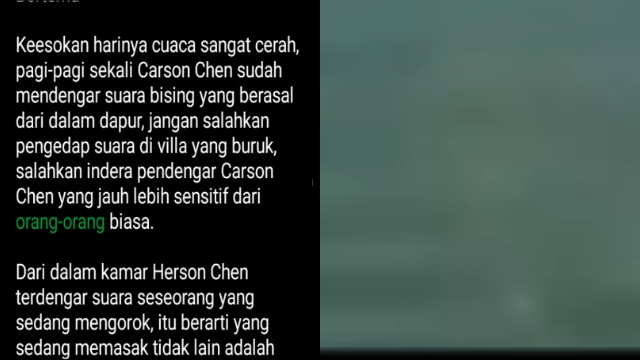 Keesokan harinya cuaca sangat cerah,
pagi-pagi sekali Carson Chen sudah
mendengar suara bising yang berasal
dari dalam dapur, jangan salahkan
pengedap suara di villa yang buruk,
salahkan indera pendengar Carson
Chen yang jauh lebih sensitif dari
orang-orang biasa.
Dari dalam kamar Herson Chen
terdengar suara seseorang yang
sedang mengorok, itu berarti yang
sedang memasak tidak lain adalah